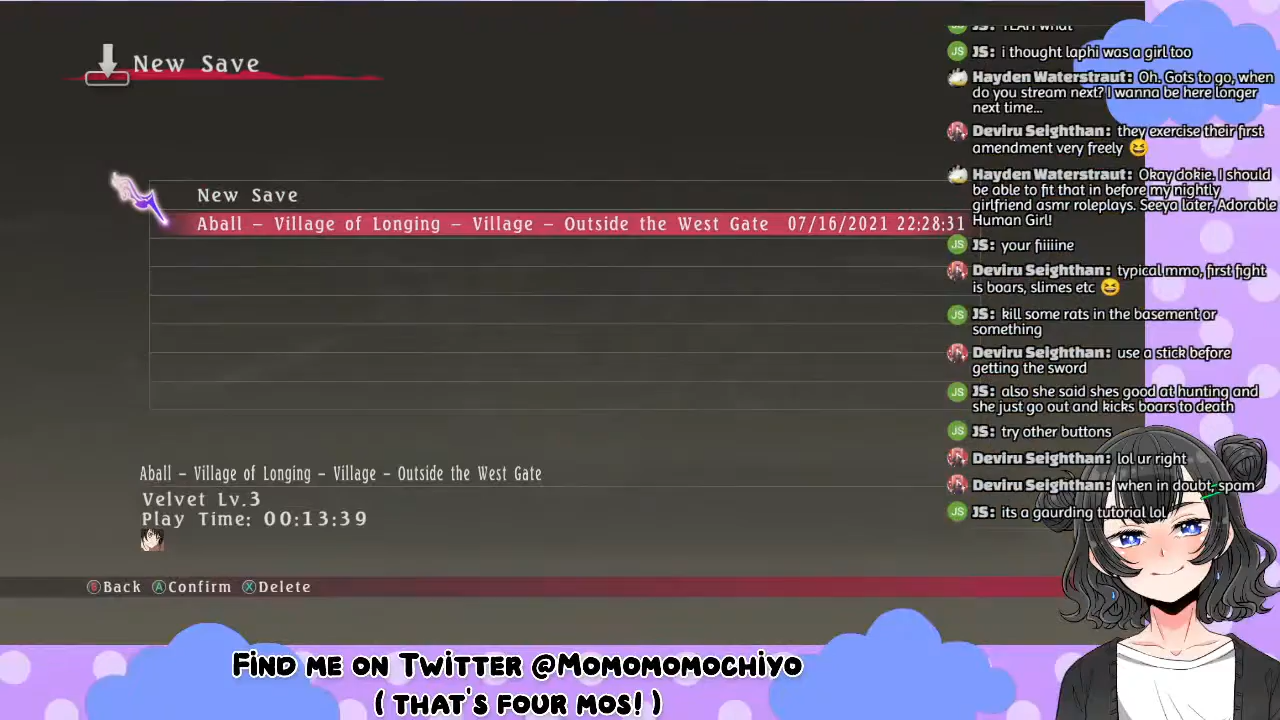 New Save
New Save
Aball – Village of Longing – Village – Outside the West Gate 07/16/2021 22:28:31
Aball – Village of Longing – Village – Outside the West Gate
Velvet Lv.3
Play Time: 00:13:39
B Back A Confirm X Delete
JS: YEAH what
JS: i thought laphi was a girl too
Hayden Waterstraut: Oh. Gots to go, when
do you stream next? I wanna be here longer
next time...
Deviru Seighthan: they exercise their first
amendment very freely 😆
Hayden Waterstraut: Okay dokie. I should
be able to fit that in before my nightly
girlfriend asmr roleplays. Seeya later, Adorable
Human Girl!
JS: your fiiiiine
Deviru Seighthan: typical mmo, first fight
is boars, slimes etc 😆
JS: kill some rats in the basement or
something
Deviru Seighthan: use a stick before
getting the sword
JS: also she said shes good at hunting and
she just go out and kicks boars to death
JS: try other buttons
Deviru Seighthan: lol ur right
Deviru Seighthan: when in doubt, spam
JS: its a gaurding tutorial lol
Find me on Twitter @Momomomochiyo
( that's four mos! )